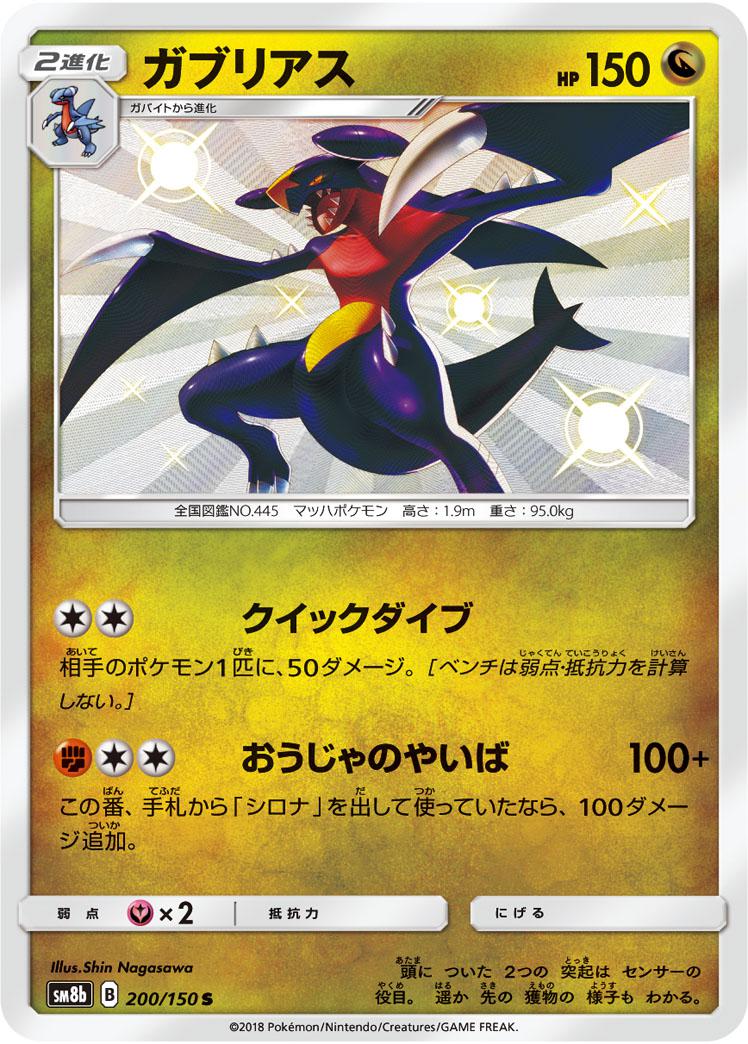 2進化 ガブリアス HP 150
ガバイトから進化
全国図鑑NO.445 マッハポケモン 高さ:1.9m 重さ:95.0kg
クイックダイブ
相手のポケモン1匹に、50ダメージ。[ベンチは弱点・抵抗力を計算
しない。]
おうじゃのやいば 100+
この番、手札から「シロナ」を出して使っていたなら、100ダメー
ジ追加。
弱点 ×2 抵抗力 にげる
Illus.Shin Nagasawa
頭に ついた 2つの 突起は センサーの
役目。遥か 先の 獲物の 様子も わかる。
SM8b B 200/150 S
©2018 Pokémon/Nintendo/Creatures/GAME FREAK.